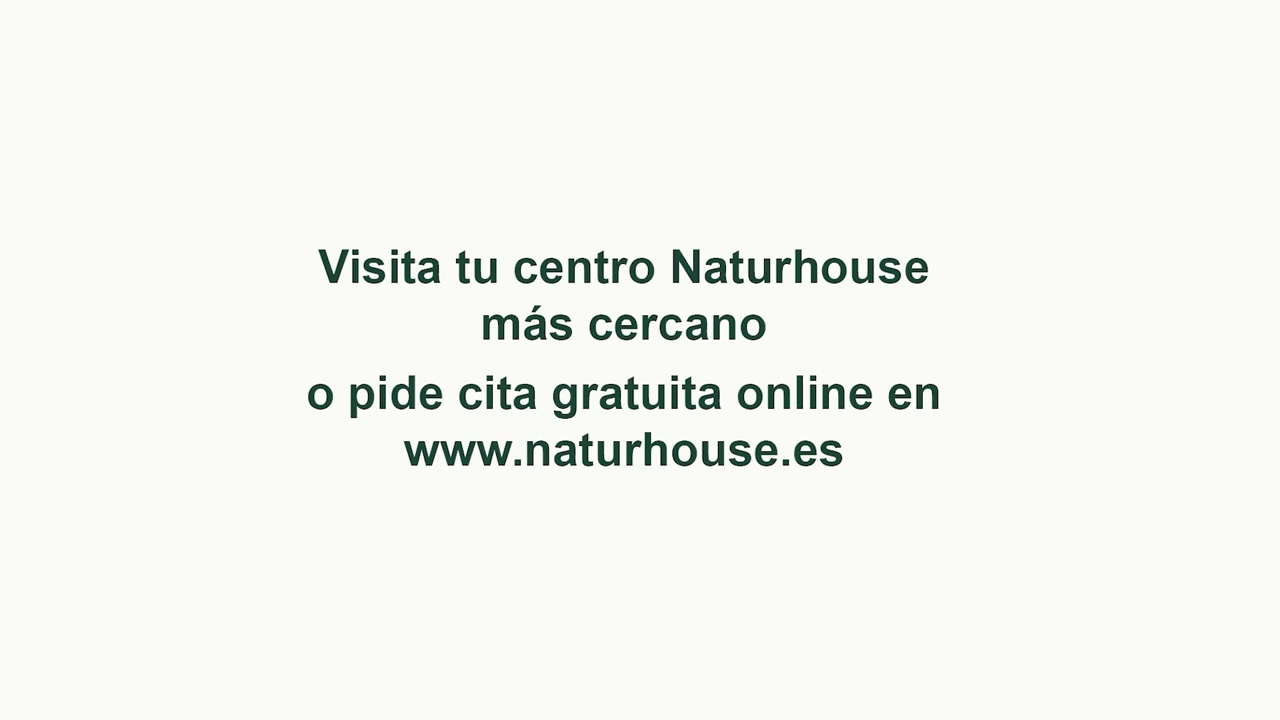 Visita tu centro Naturhouse
más cercano
o pide cita gratuita online en
www.naturhouse.es